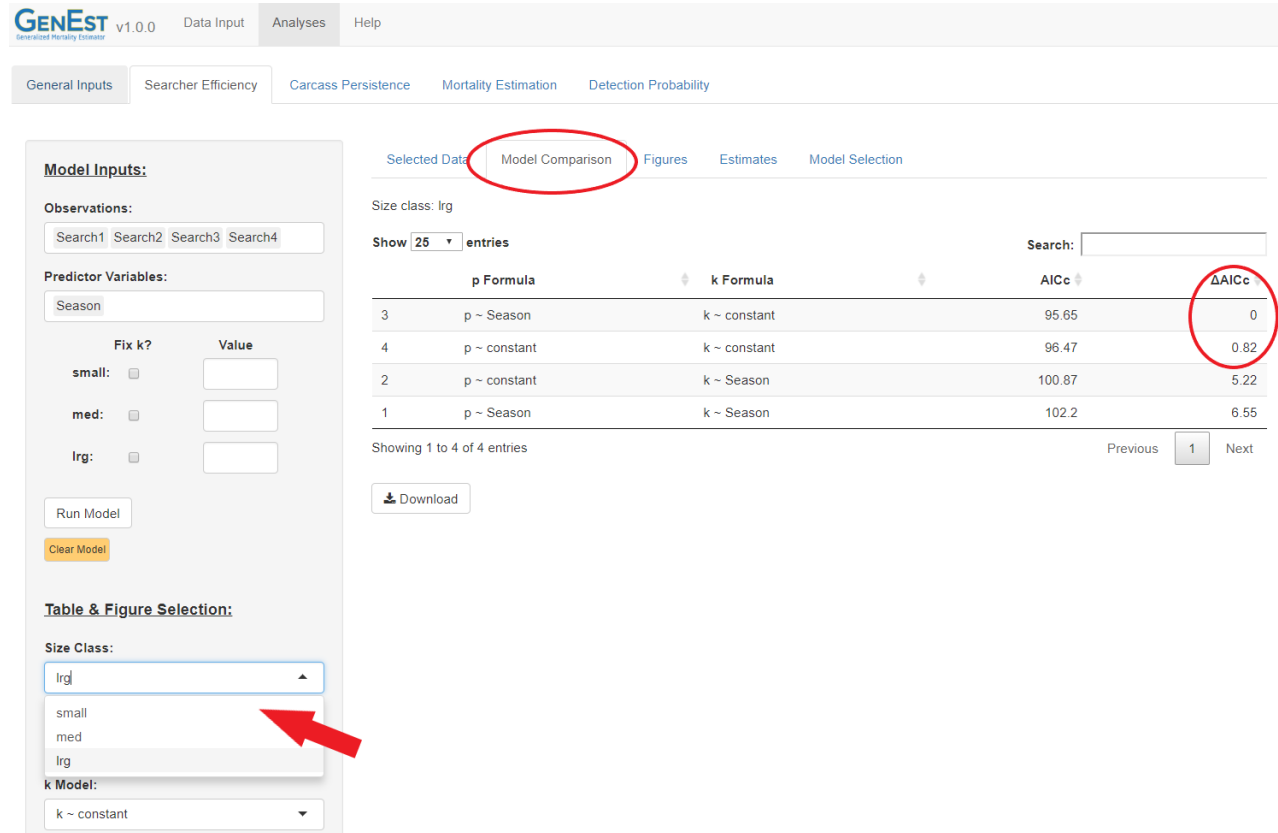 GENEST v1.0.0 Data Input Analyses Help
Generalized Mortality Estimator
General Inputs Searcher Efficiency Carcass Persistence Mortality Estimation Detection Probability
Model Inputs:
Observations:
Search1 Search2 Search3 Search4
Predictor Variables:
Season
Fix k? Value
small:
med:
lrg:
Run Model
Clear Model
Table & Figure Selection:
Size Class:
lrg
small
med
lrg
k Model:
k ~ constant
Selected Data Model Comparison Figures Estimates Model Selection
Size class: lrg
Show 25 entries Search:
p Formula k Formula AICc ΔAICc
3 p ~ Season k ~ constant 95.65 0
4 p ~ constant k ~ constant 96.47 0.82
2 p ~ constant k ~ Season 100.87 5.22
1 p ~ Season k ~ Season 102.2 6.55
Showing 1 to 4 of 4 entries Previous 1 Next
Download